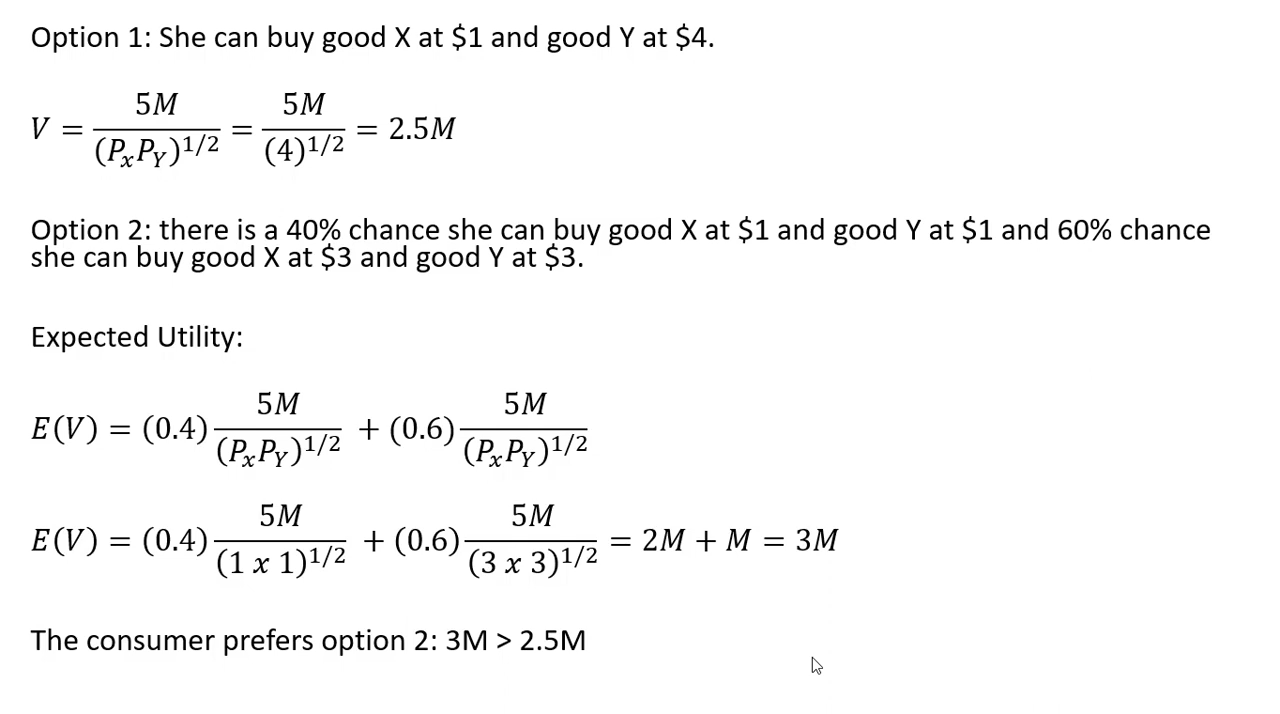 Option 1: She can buy good X at $1 and good Y at $4.
V = 5M/(PₓP_Y)^1/2 = 5M/(4)^1/2 = 2.5M
Option 2: there is a 40% chance she can buy good X at $1 and good Y at $1 and 60% chance
she can buy good X at $3 and good Y at $3.
Expected Utility:
E(V) = (0.4) 5M/(PₓP_Y)^1/2 + (0.6) 5M/(PₓP_Y)^1/2
E(V) = (0.4) 5M/(1 x 1)^1/2 + (0.6) 5M/(3 x 3)^1/2 = 2M + M = 3M
The consumer prefers option 2: 3M > 2.5M